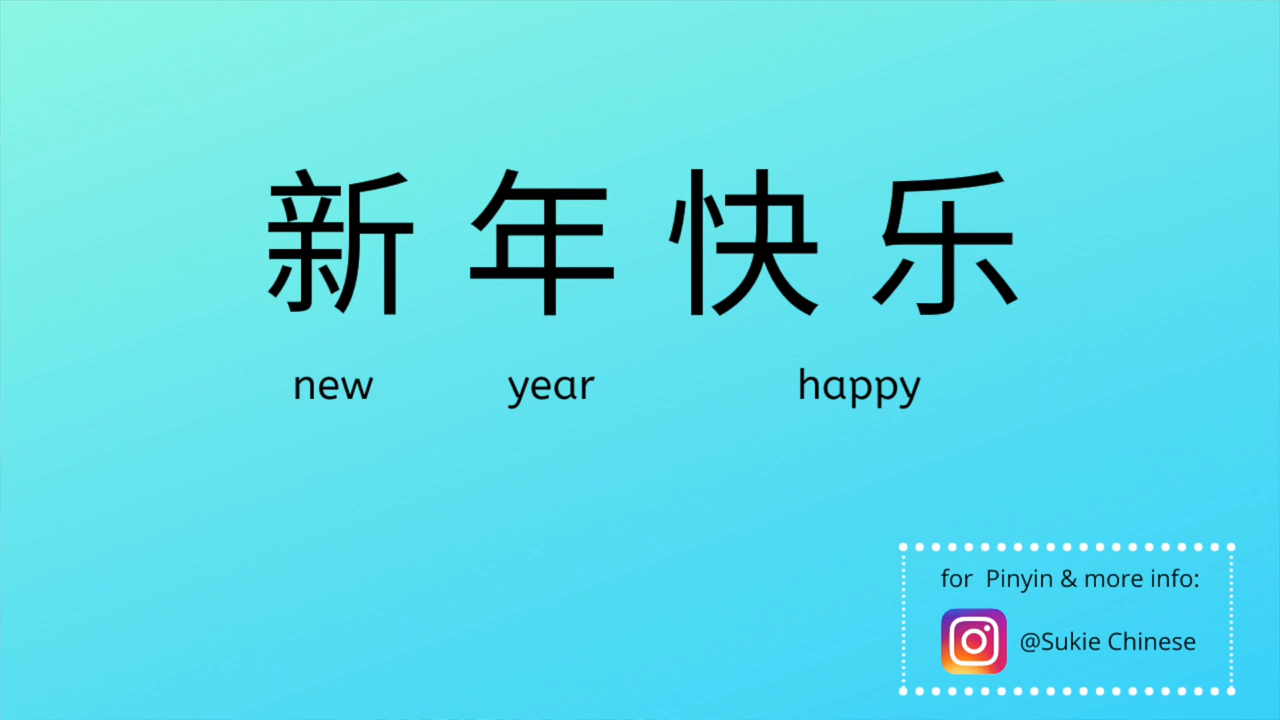 新年快乐
new year happy
for Pinyin & more info:
@Sukie Chinese